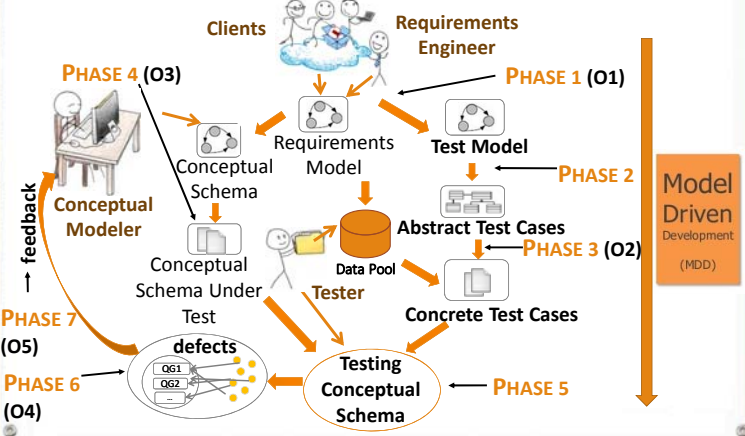 Clients
Requirements
Engineer
PHASE 4 (O3)
PHASE 1 (O1)
Requirements
Model
Test Model
Conceptual
Schema
PHASE 2
Model
Driven
Development
(MDD)
feedback
Conceptual
Modeler
Abstract Test Cases
PHASE 3 (O2)
Data Pool
Conceptual
Schema Under
Test
Tester
Concrete Test Cases
PHASE 7
(O5)
defects
QG1
QG2
...
Testing
Conceptual
Schema
PHASE 6
(O4)
PHASE 5